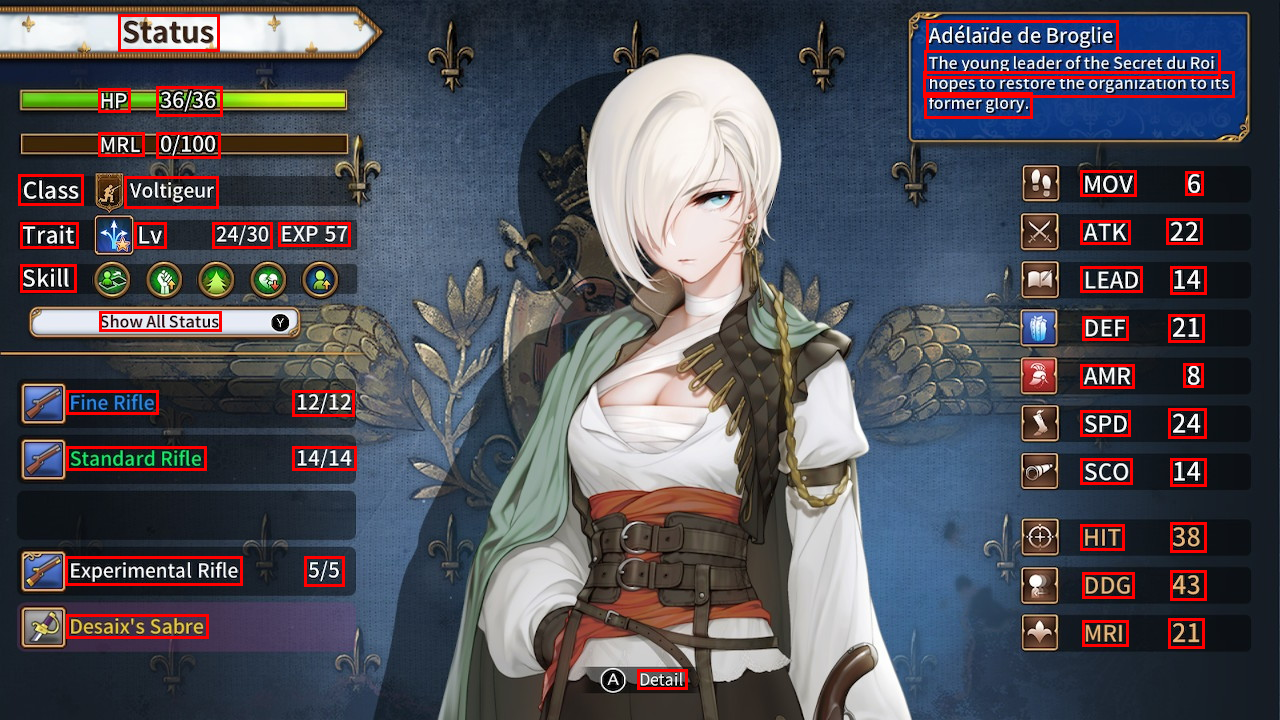 Status
HP 36/36
MRL 0/100
Class Voltigeur
Trait Lv 24/30 EXP 57
Skill
Show All Status Y
Fine Rifle 12/12
Standard Rifle 14/14
Experimental Rifle 5/5
Desaix's Sabre
A Detail
Adélaïde de Broglie
The young leader of the Secret du Roi
hopes to restore the organization to its
former glory.
MOV 6
ATK 22
LEAD 14
DEF 21
AMR 8
SPD 24
SCO 14
HIT 38
DDG 43
MRI 21